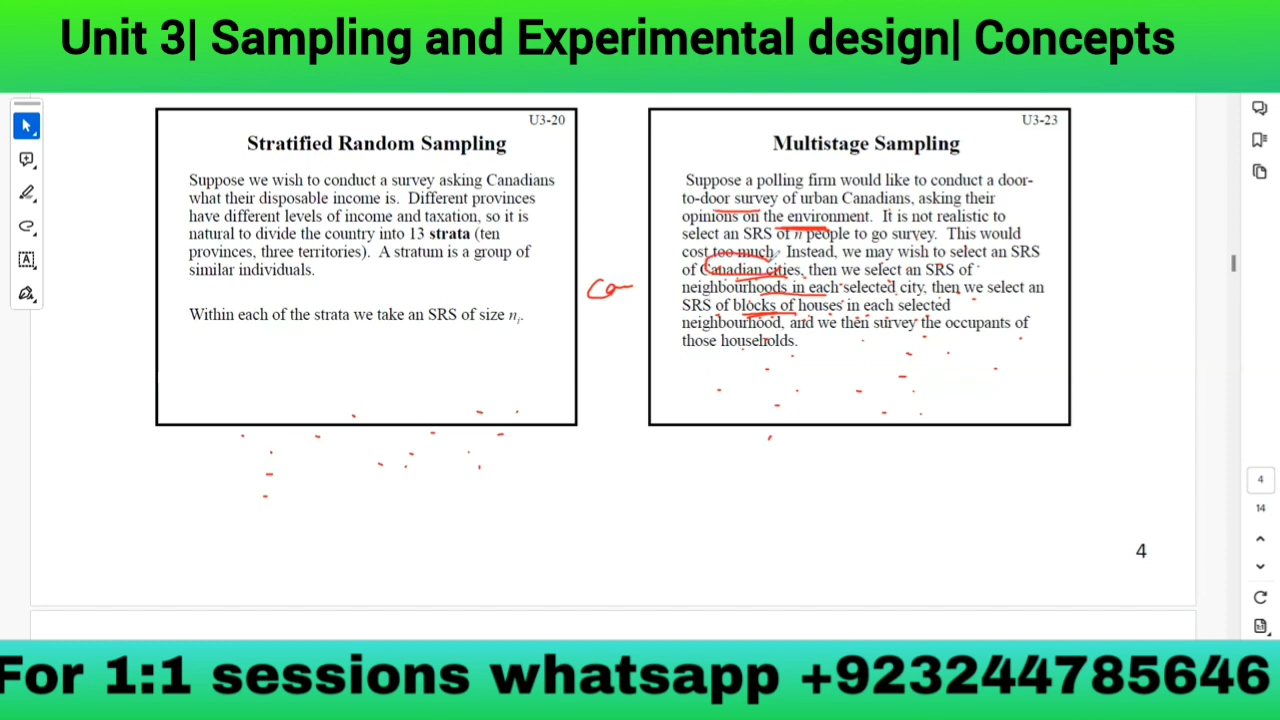 Unit 3| Sampling and Experimental design| Concepts
U3-20
Stratified Random Sampling
Suppose we wish to conduct a survey asking Canadians
what their disposable income is. Different provinces
have different levels of income and taxation, so it is
natural to divide the country into 13 strata (ten
provinces, three territories). A stratum is a group of
similar individuals.
Within each of the strata we take an SRS of size nᵢ.
U3-23
Multistage Sampling
Suppose a polling firm would like to conduct a door-
to-door survey of urban Canadians, asking their
opinions on the environment. It is not realistic to
select an SRS of n people to go survey. This would
cost too much. Instead, we may wish to select an SRS
of Canadian cities, then we select an SRS of
neighbourhoods in each selected city, then we select an
SRS of blocks of houses in each selected
neighbourhood, and we then survey the occupants of
those households.
4
4
14
For 1:1 sessions whatsapp +923244785646